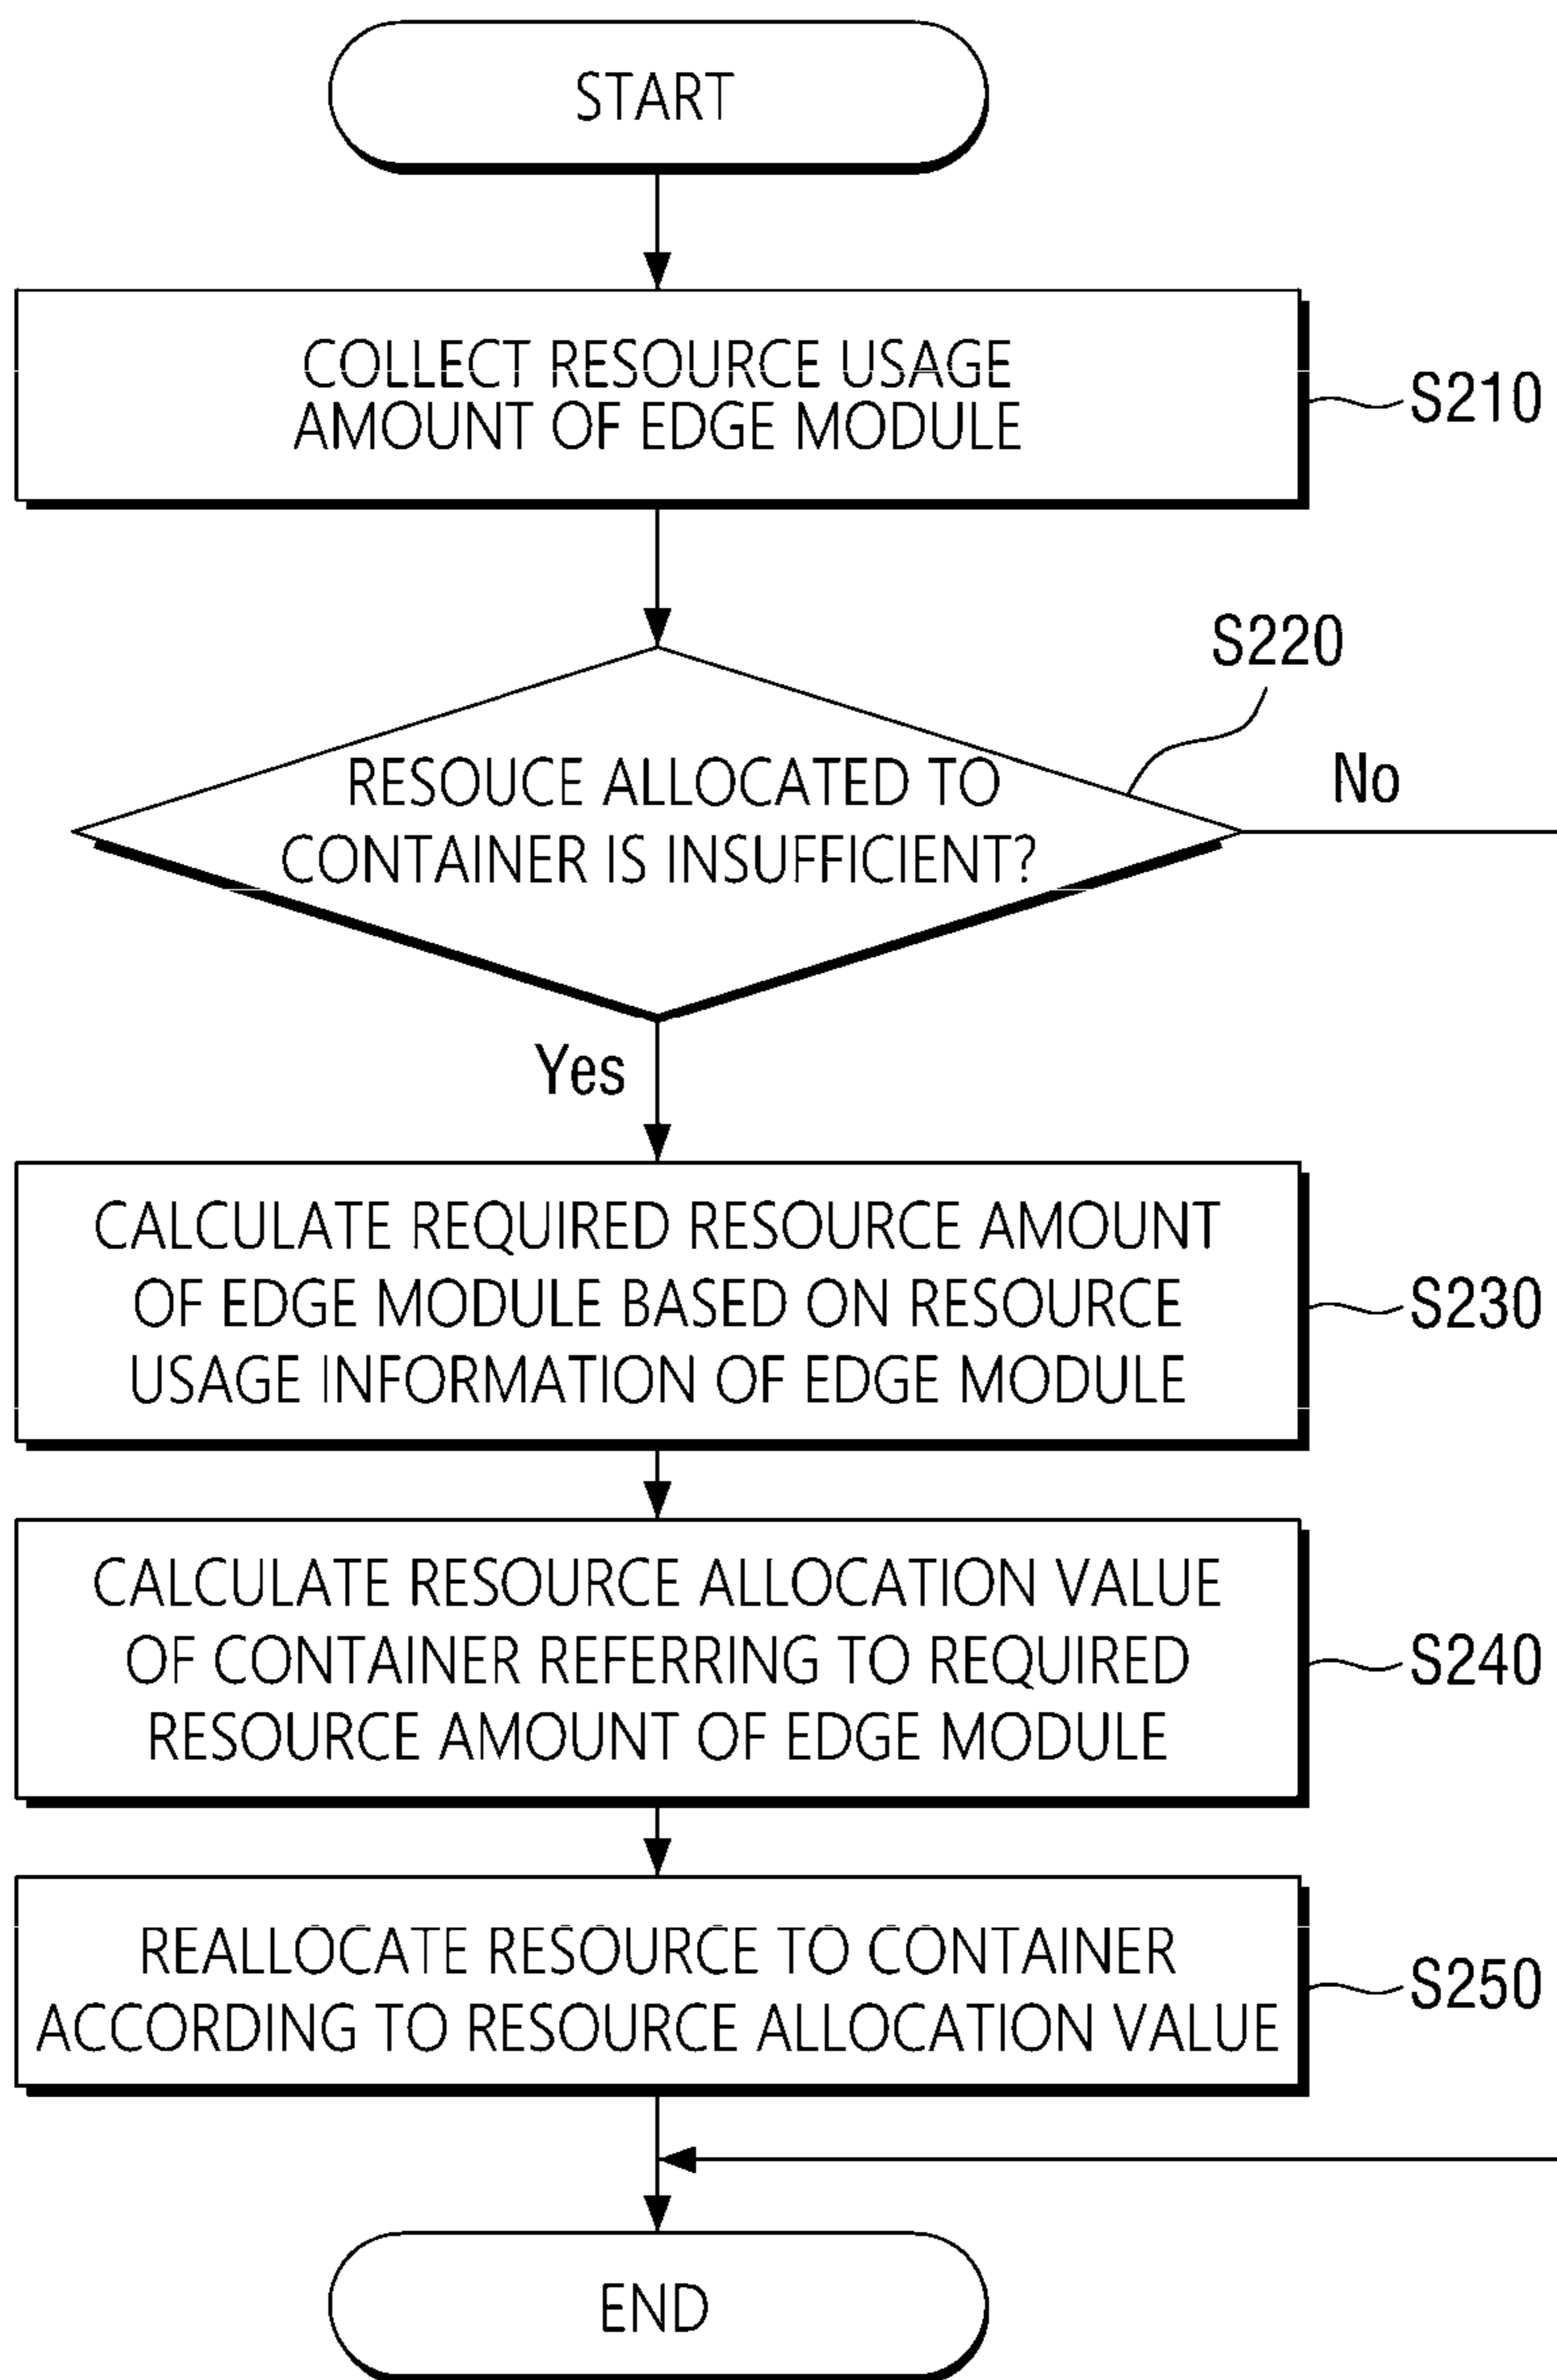 START
COLLECT RESOURCE USAGE
AMOUNT OF EDGE MODULE
S210
S220
RESOUCE ALLOCATED TO
CONTAINER IS INSUFFICIENT?
No
Yes
CALCULATE REQUIRED RESOURCE AMOUNT
OF EDGE MODULE BASED ON RESOURCE
USAGE INFORMATION OF EDGE MODULE
S230
CALCULATE RESOURCE ALLOCATION VALUE
OF CONTAINER REFERRING TO REQUIRED
RESOURCE AMOUNT OF EDGE MODULE
S240
REALLOCATE RESOURCE TO CONTAINER
ACCORDING TO RESOURCE ALLOCATION VALUE
S250
END